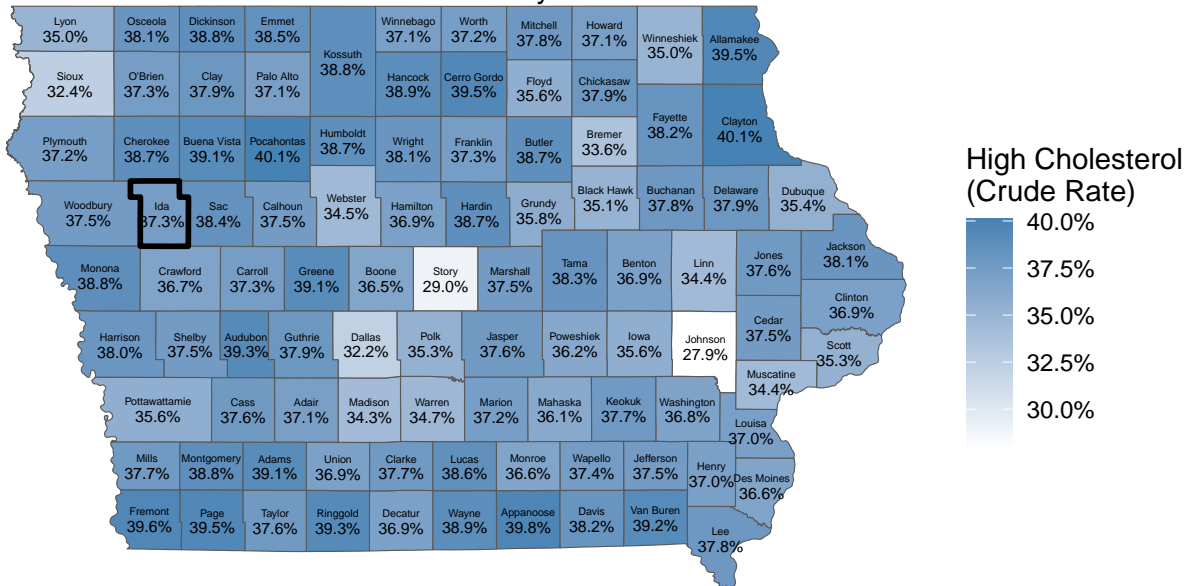 Lyon
35.0%
Osceola
38.1%
Dickinson
38.8%
Emmet
38.5%
Winnebago
37.1%
Worth
37.2%
Mitchell
37.8%
Howard
37.1%
Winneshiek
35.0%
Allamakee
39.5%
Kossuth
38.8%
Sioux
32.4%
O'Brien
37.3%
Clay
37.9%
Palo Alto
37.1%
Hancock
38.9%
Cerro Gordo
39.5%
Floyd
35.6%
Chickasaw
37.9%
Fayette
38.2%
Clayton
40.1%
Plymouth
37.2%
Cherokee
38.7%
Buena Vista
39.1%
Pocahontas
40.1%
Humboldt
38.7%
Wright
38.1%
Franklin
37.3%
Butler
38.7%
Bremer
33.6%
Woodbury
37.5%
Ida
37.3%
Sac
38.4%
Calhoun
37.5%
Webster
34.5%
Hamilton
36.9%
Hardin
38.7%
Grundy
35.8%
Black Hawk
35.1%
Buchanan
37.8%
Delaware
37.9%
Dubuque
35.4%
Monona
38.8%
Crawford
36.7%
Carroll
37.3%
Greene
39.1%
Boone
36.5%
Story
29.0%
Marshall
37.5%
Tama
38.3%
Benton
36.9%
Linn
34.4%
Jones
37.6%
Jackson
38.1%
Clinton
36.9%
Cedar
37.5%
Scott
35.3%
Harrison
38.0%
Shelby
37.5%
Audubon
39.3%
Guthrie
37.9%
Dallas
32.2%
Polk
35.3%
Jasper
37.6%
Poweshiek
36.2%
Iowa
35.6%
Johnson
27.9%
Muscatine
34.4%
Pottawattamie
35.6%
Cass
37.6%
Adair
37.1%
Madison
34.3%
Warren
34.7%
Marion
37.2%
Mahaska
36.1%
Keokuk
37.7%
Washington
36.8%
Louisa
37.0%
Mills
37.7%
Montgomery
38.8%
Adams
39.1%
Union
36.9%
Clarke
37.7%
Lucas
38.6%
Monroe
36.6%
Wapello
37.4%
Jefferson
37.5%
Henry
37.0%
Des Moines
36.6%
Fremont
39.6%
Page
39.5%
Taylor
37.6%
Ringgold
39.3%
Decatur
36.9%
Wayne
38.9%
Appanoose
39.8%
Davis
38.2%
Van Buren
39.2%
Lee
37.8%
High Cholesterol
(Crude Rate)
40.0%
37.5%
35.0%
32.5%
30.0%